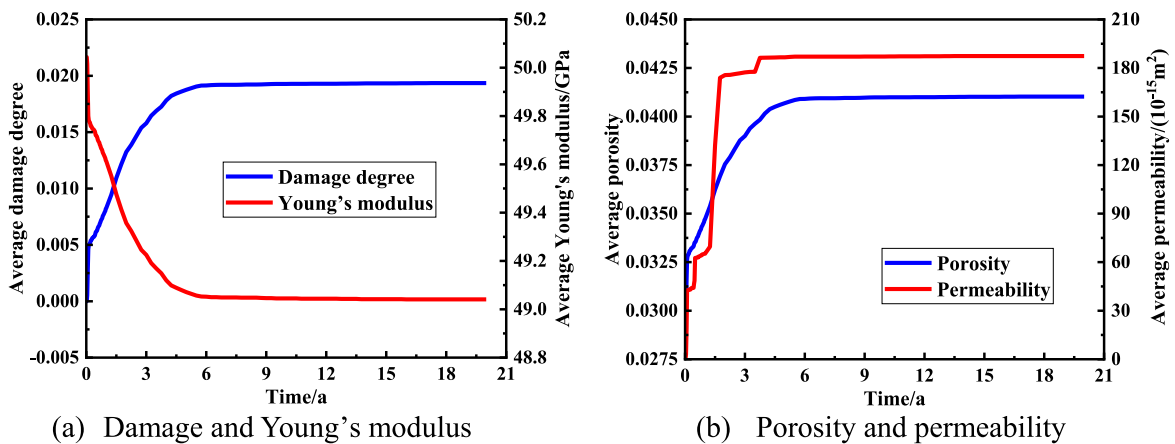 0.025
0.020
0.015
0.010
0.005
0.000
-0.005
Average damage degree
50.2
50.0
49.8
49.6
49.4
49.2
49.0
48.8
Average Young's modulus/GPa
Damage degree
Young's modulus
0 3 6 9 12 15 18 21
Time/a
(a) Damage and Young's modulus
0.0450
0.0425
0.0400
0.0375
0.0350
0.0325
0.0300
0.0275
Average porosity
210
180
150
120
90
60
30
0
Average permeability/(10⁻¹⁵m²)
Porosity
Permeability
0 3 6 9 12 15 18 21
Time/a
(b) Porosity and permeability